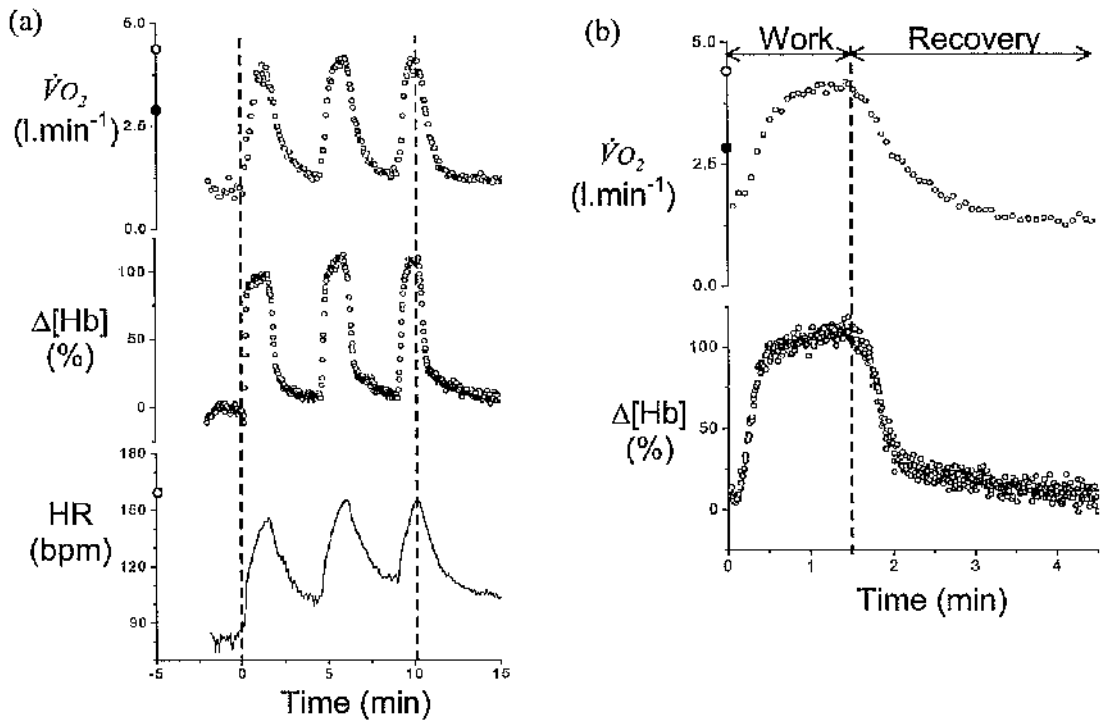 (a)
6.0
V̇O₂
(l.min⁻¹)
2.5
0.0
100
Δ[Hb]
(%)
50
0
180
HR
(bpm)
150
120
90
-5
0
5
10
15
Time (min)
(b)
Work
Recovery
5.0
V̇O₂
(l.min⁻¹)
2.5
0.0
100
Δ[Hb]
(%)
50
0
0
1
2
3
4
Time (min)